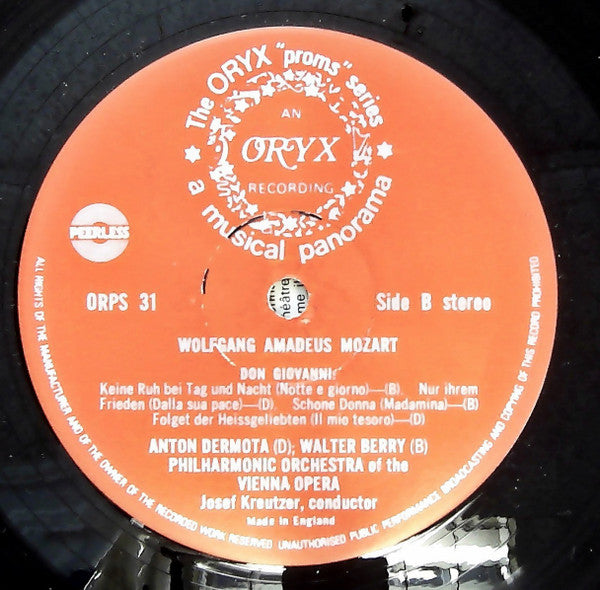 The ORYX "proms" series
AN
ORYX
RECORDING
a musical panorama
PEERLESS
ORPS 31
Side B stereo
éâtre
me !
WOLFGANG AMADEUS MOZART
DON GIOVANNI:
Keine Ruh bei Tag und Nacht (Notte e giorno)—(B). Nur ihrem
Frieden (Dalla sua pace)—(D). Schone Donna (Madamina)—(B)
Folget der Heissgeliebten (Il mio tesoro)—(D)
ANTON DERMOTA (D); WALTER BERRY (B)
PHILHARMONIC ORCHESTRA of the
VIENNA OPERA
Josef Kreutzer, conductor
Made in England
ALL RIGHTS OF THE MANUFACTURER AND OF THE OWNER OF THE RECORDED WORK RESERVED UNAUTHORISED PUBLIC PERFORMANCE BROADCASTING AND COPYING OF THIS RECORD PROHIBITED